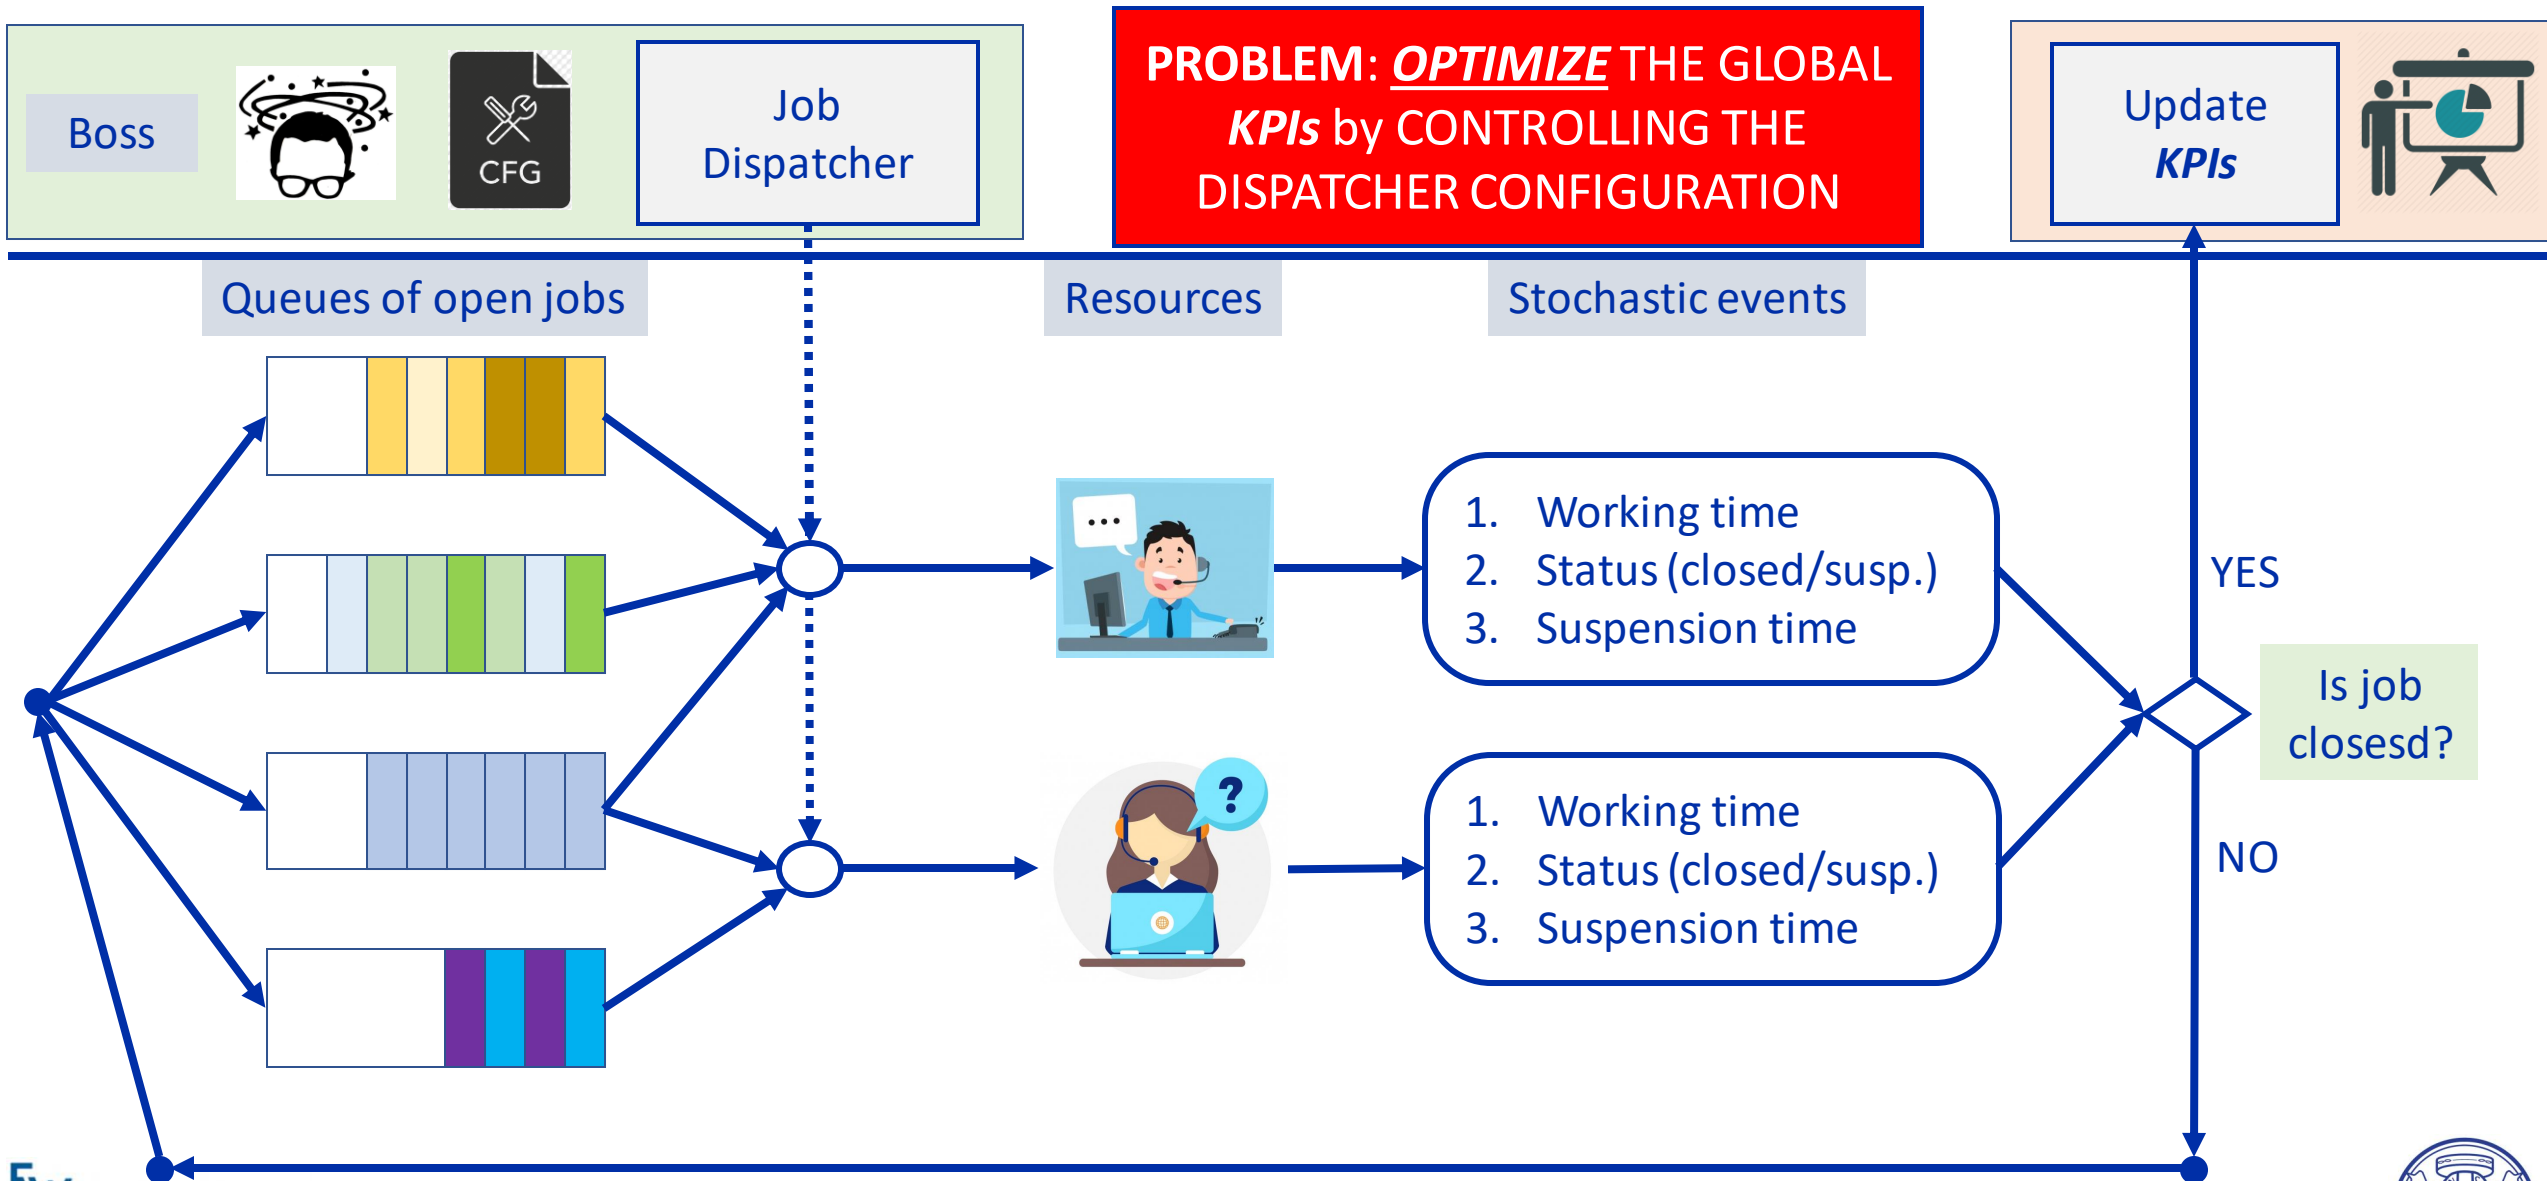 Boss
CFG
Job
Dispatcher
PROBLEM: OPTIMIZE THE GLOBAL
KPIs by CONTROLLING THE
DISPATCHER CONFIGURATION
Update
KPIs
Queues of open jobs
Resources
Stochastic events
1. Working time
2. Status (closed/susp.)
3. Suspension time
YES
Is job
closesd?
?
1. Working time
2. Status (closed/susp.)
3. Suspension time
NO